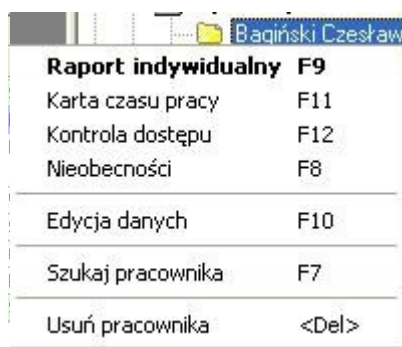 Bagiński Czesław
Raport indywidualny F9
Karta czasu pracy F11
Kontrola dostępu F12
Nieobecności F8
Edycja danych F10
Szukaj pracownika F7
Usuń pracownika <Del>